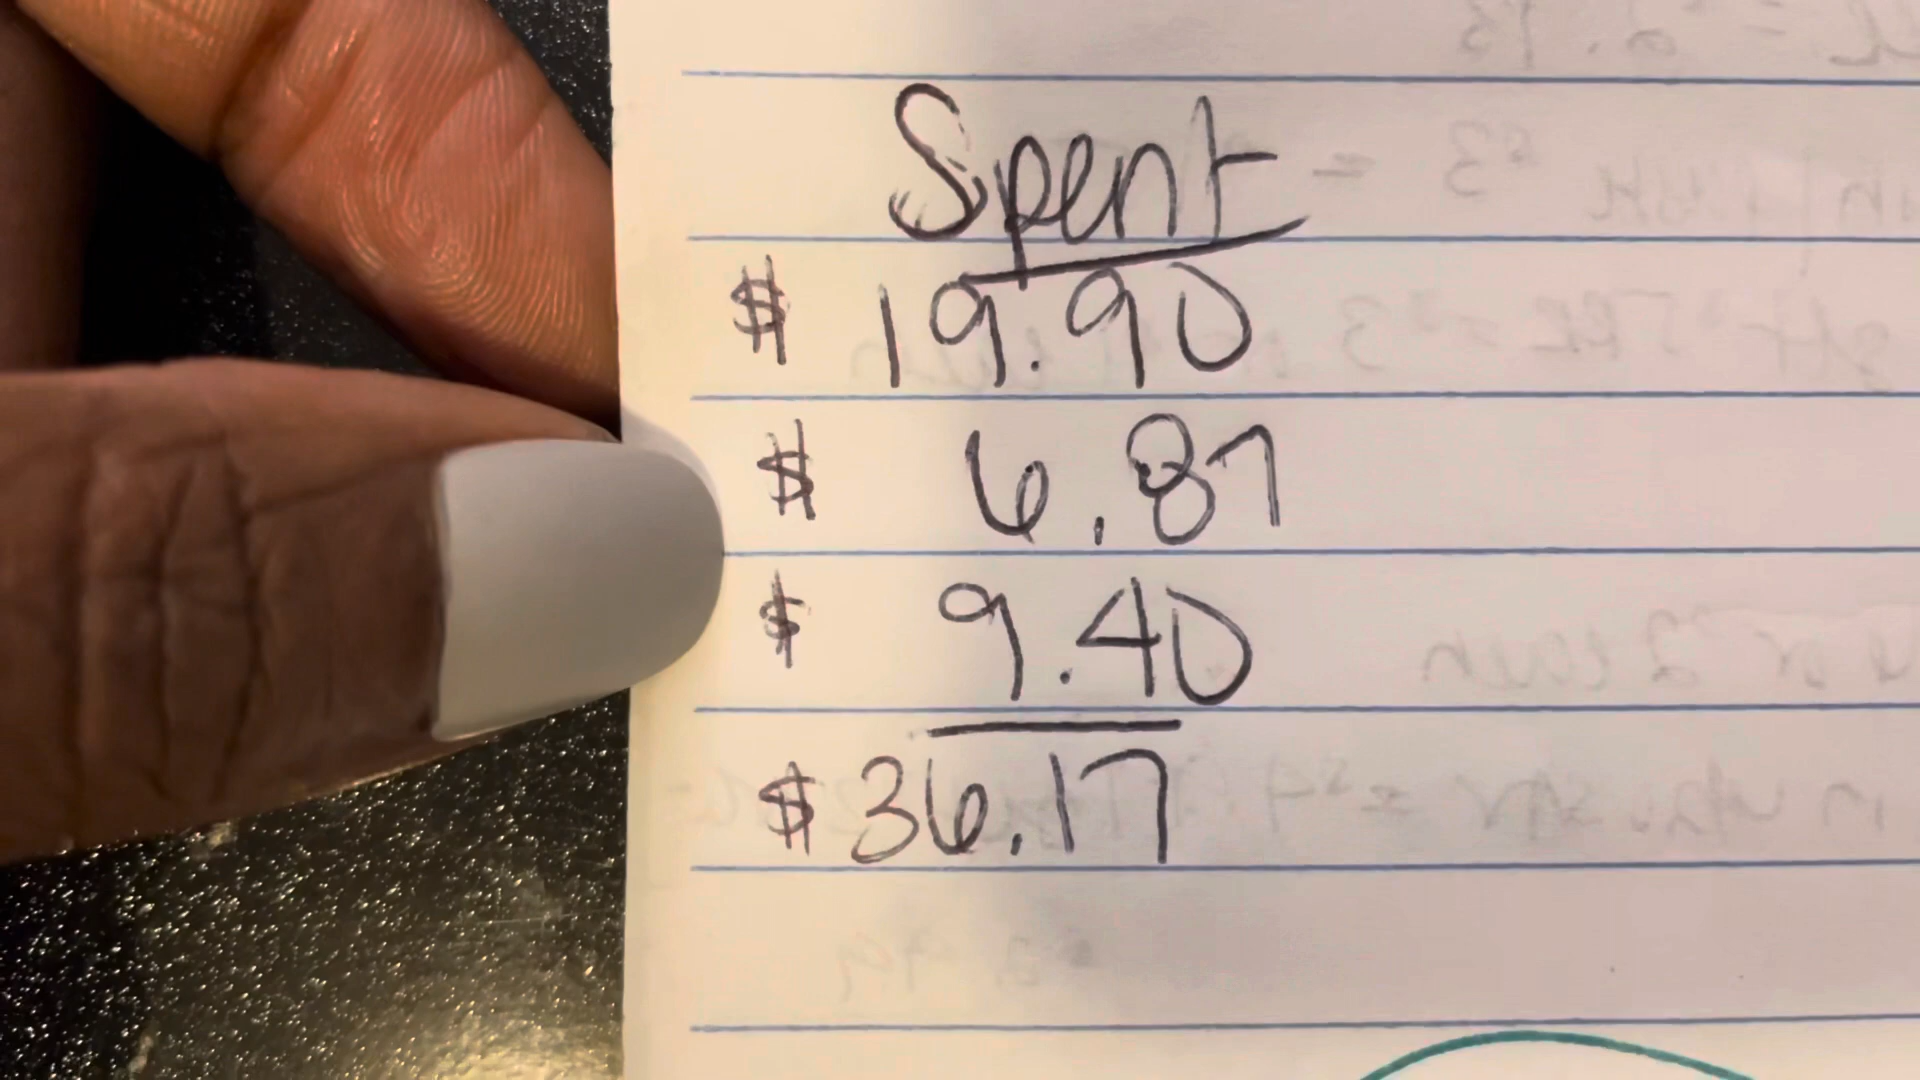 Spent
$ 19.90
$ 6.87
$ 9.40
$36.17